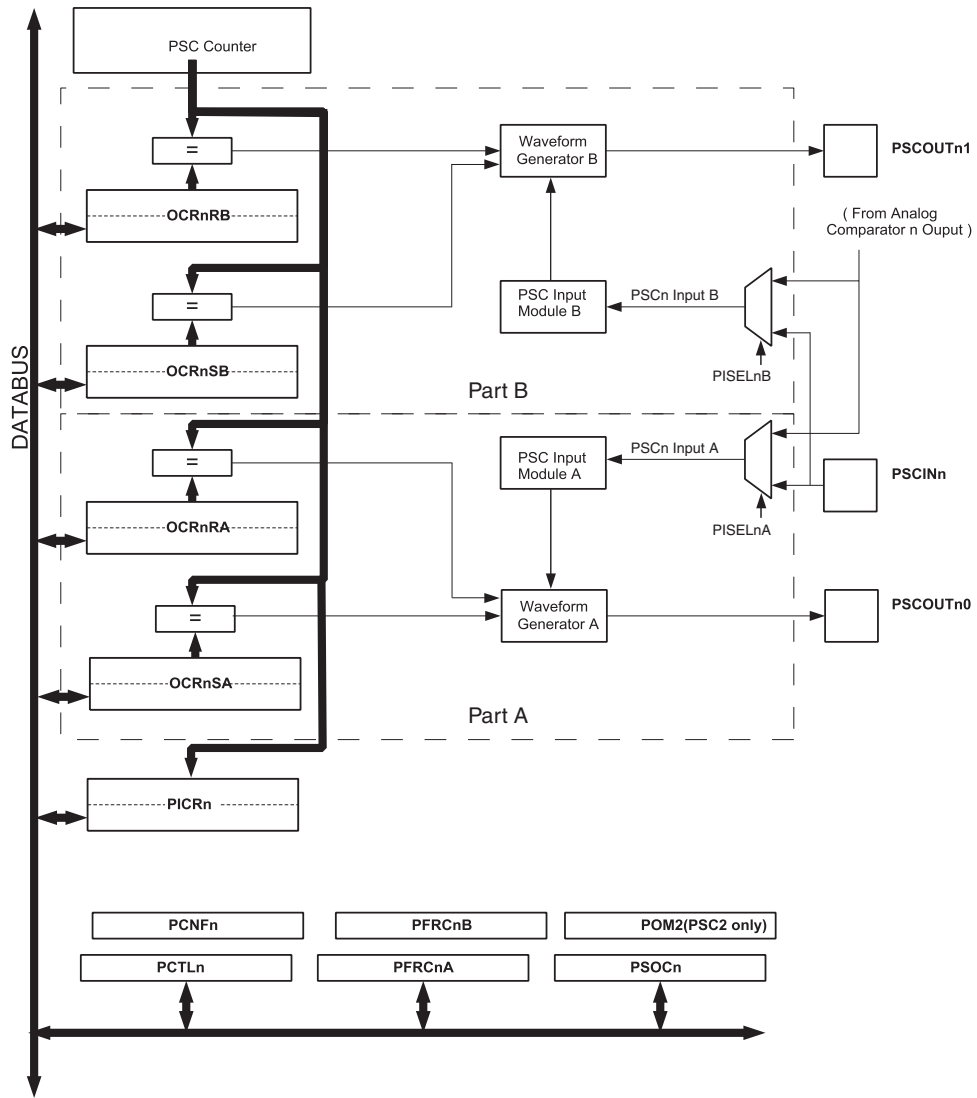 PSC Counter
=
Waveform
Generator B
PSCOUTn1
OCRnRB
( From Analog
Comparator n Ouput )
=
PSC Input
Module B
PSCn Input B
OCRnSB
PISELnB
Part B
DATABUS
=
PSC Input
Module A
PSCn Input A
PSCINn
OCRnRA
PISELnA
=
Waveform
Generator A
PSCOUTn0
OCRnSA
Part A
PICRn
PCNFn
PFRCnB
POM2(PSC2 only)
PCTLn
PFRCnA
PSOCn